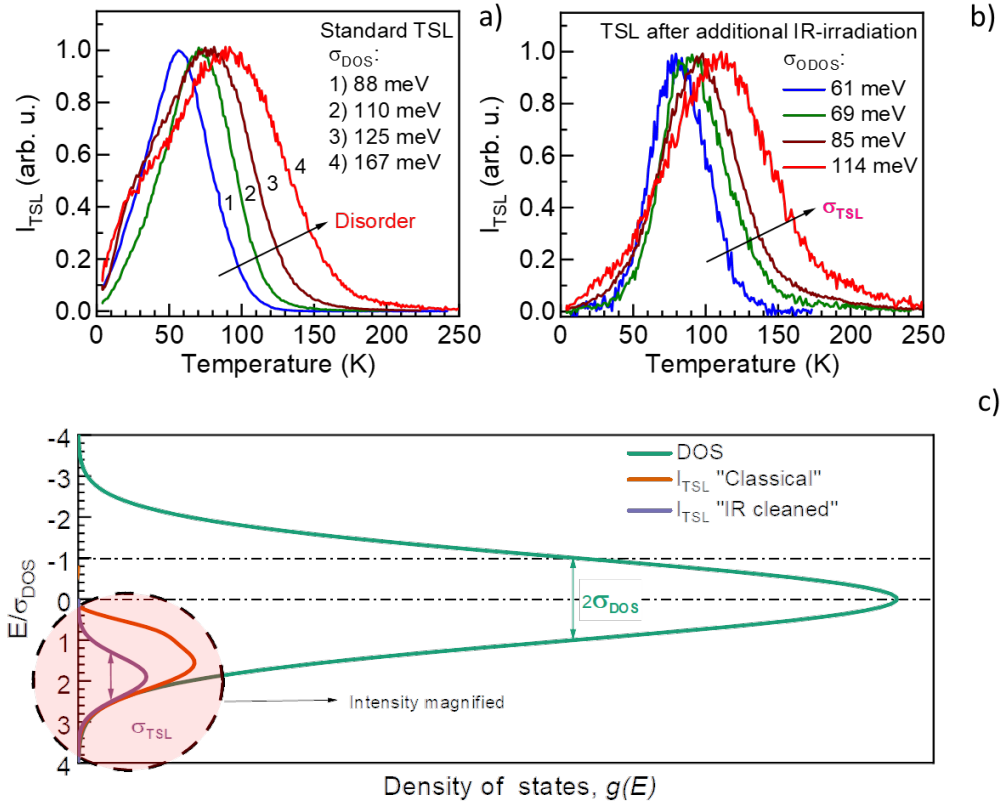 a)
Standard TSL
σDOS:
1) 88 meV
2) 110 meV
3) 125 meV
4) 167 meV
1
2
3
4
Disorder
ITSL (arb. u.)
1.0
0.8
0.6
0.4
0.2
0.0
0 50 100 150 200 250
Temperature (K)
b)
TSL after additional IR-irradiation
σODOS:
61 meV
69 meV
85 meV
114 meV
σTSL
ITSL (arb. u.)
1.0
0.8
0.6
0.4
0.2
0.0
0 50 100 150 200 250
Temperature (K)
c)
DOS
ITSL "Classical"
ITSL "IR cleaned"
2σDOS
σTSL
Intensity magnified
E/σDOS
-4
-3
-2
-1
0
1
2
3
4
Density of states, g(E)